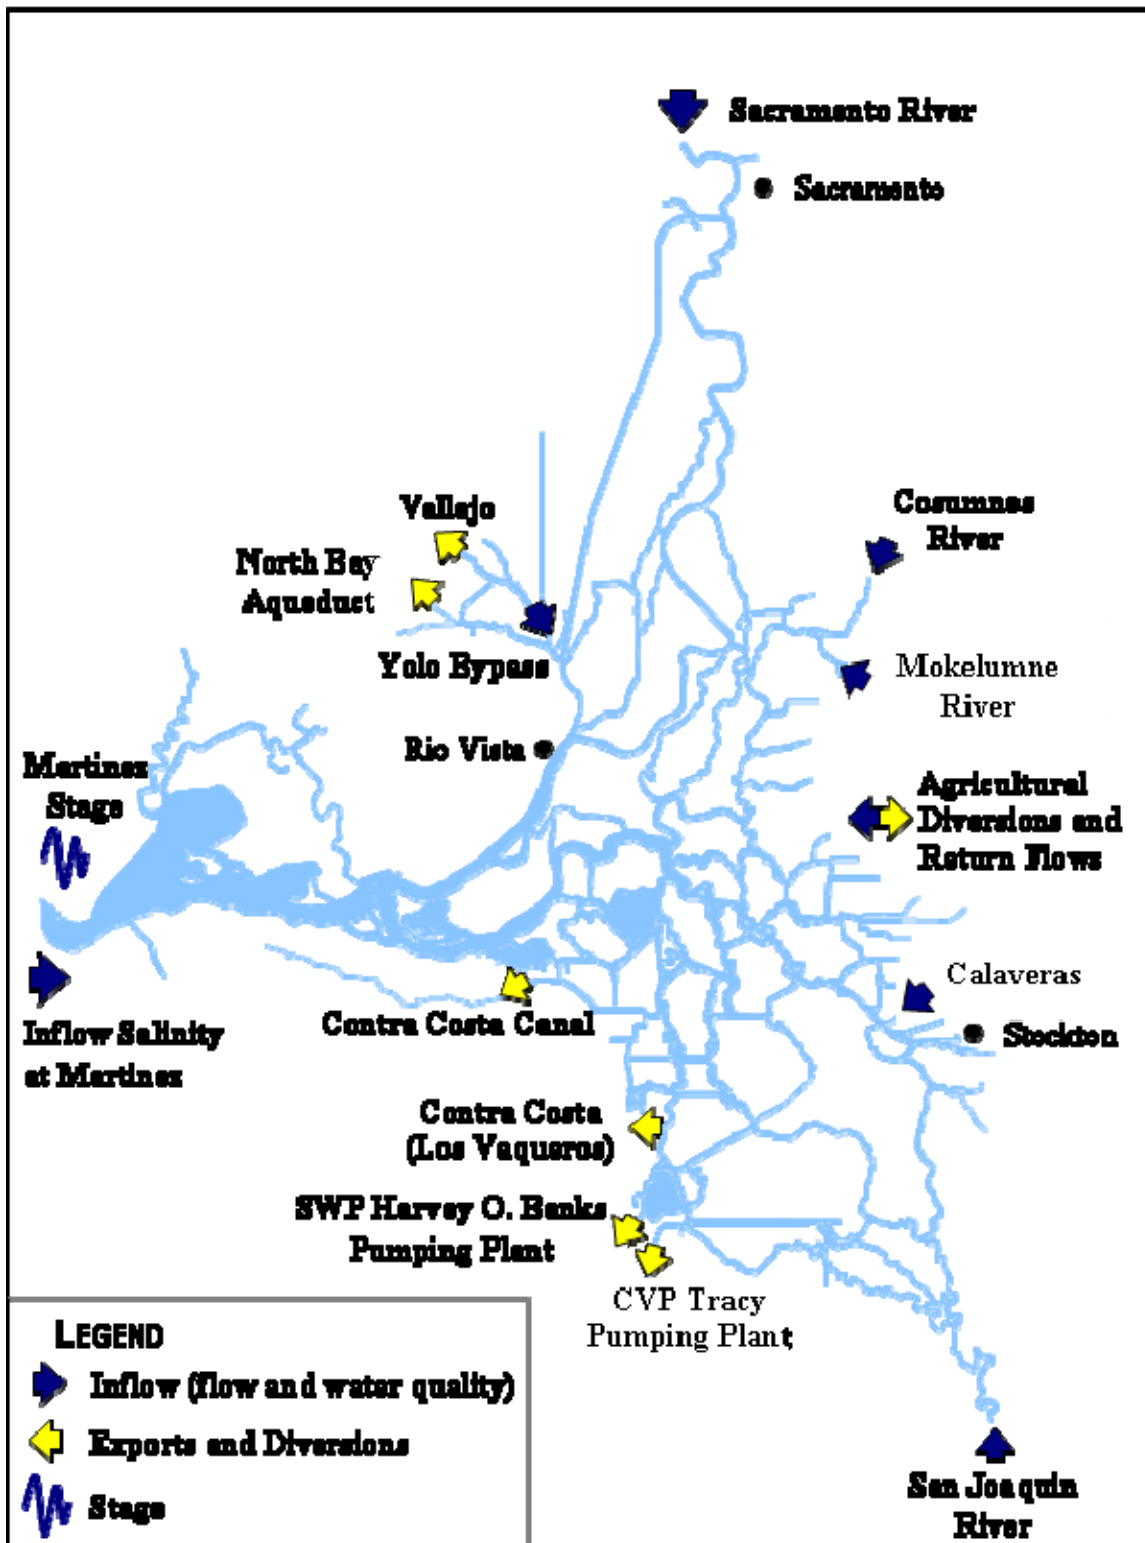 Sacramento River
Sacramento
Vallejo
North Bay
Aqueduct
Cosumnes
River
Yolo Bypass
Mokelumne
River
Rio Vista
Martinez
Stage
Agricultural
Diversions and
Return Flows
Calaveras
Stockton
Contra Costa Canal
Inflow Salinity
at Martinez
Contra Costa
(Los Vaqueros)
SWP Harvey O. Banks
Pumping Plant
CVP Tracy
Pumping Plant
LEGEND
Inflow (flow and water quality)
Exports and Diversions
Stage
San Joaquin
River